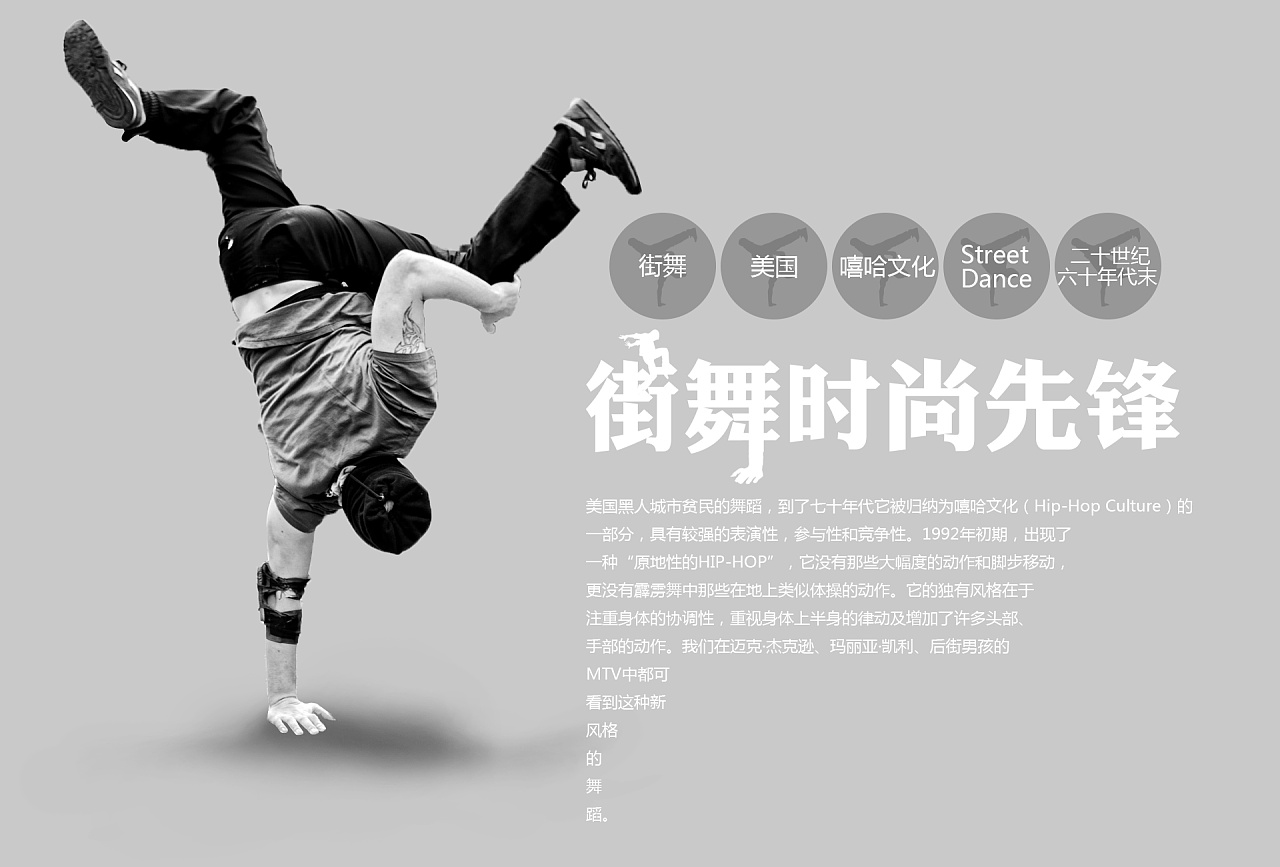 街舞
美国
嘻哈文化
Street
Dance
二十世纪
六十年代末
街舞时尚先锋
美国黑人城市贫民的舞蹈，到了七十年代它被归纳为嘻哈文化（Hip-Hop Culture）的
一部分，具有较强的表演性，参与性和竞争性。1992年初期，出现了
一种“原地性的HIP-HOP”，它没有那些大幅度的动作和脚步移动，
更没有霹雳舞中那些在地上类似体操的动作。它的独有风格在于
注重身体的协调性，重视身体上半身的律动及增加了许多头部、
手部的动作。我们在迈克·杰克逊、玛丽亚·凯利、后街男孩的
MTV中都可
看到这种新
风格
的
舞
蹈。